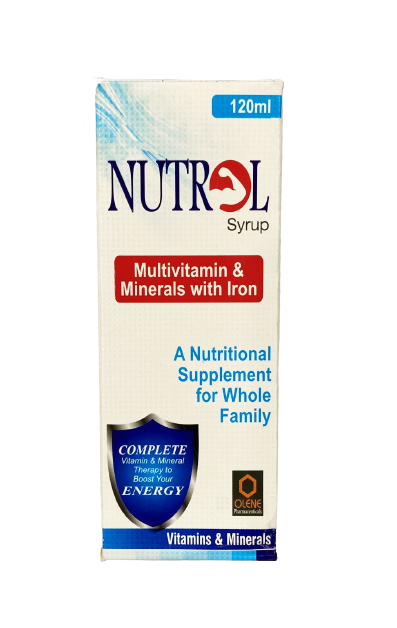 120ml
NUTROL
Syrup
Multivitamin &
Minerals with Iron
A Nutritional
Supplement
for Whole
Family
COMPLETE
Vitamin & Mineral
Therapy to
Boost Your
ENERGY
OLENE
Pharmaceuticals
Vitamins & Minerals